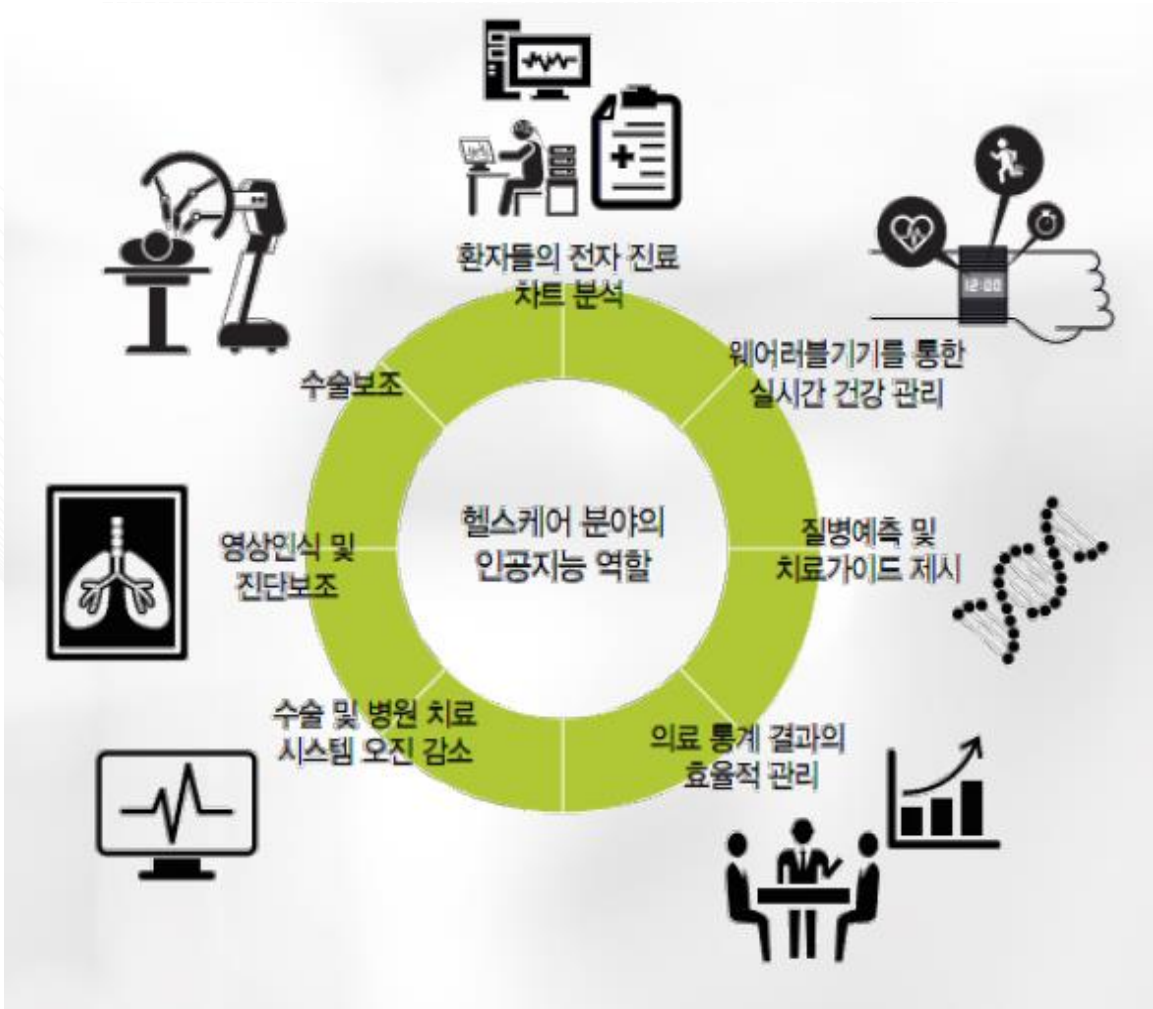 환자들의 전자 진료
차트 분석
12:00
웨어러블기기를 통한
실시간 건강 관리
수술보조
헬스케어 분야의
인공지능 역할
질병예측 및
치료가이드 제시
영상인식 및
진단보조
수술 및 병원 치료
시스템 오진 감소
의료 통계 결과의
효율적 관리